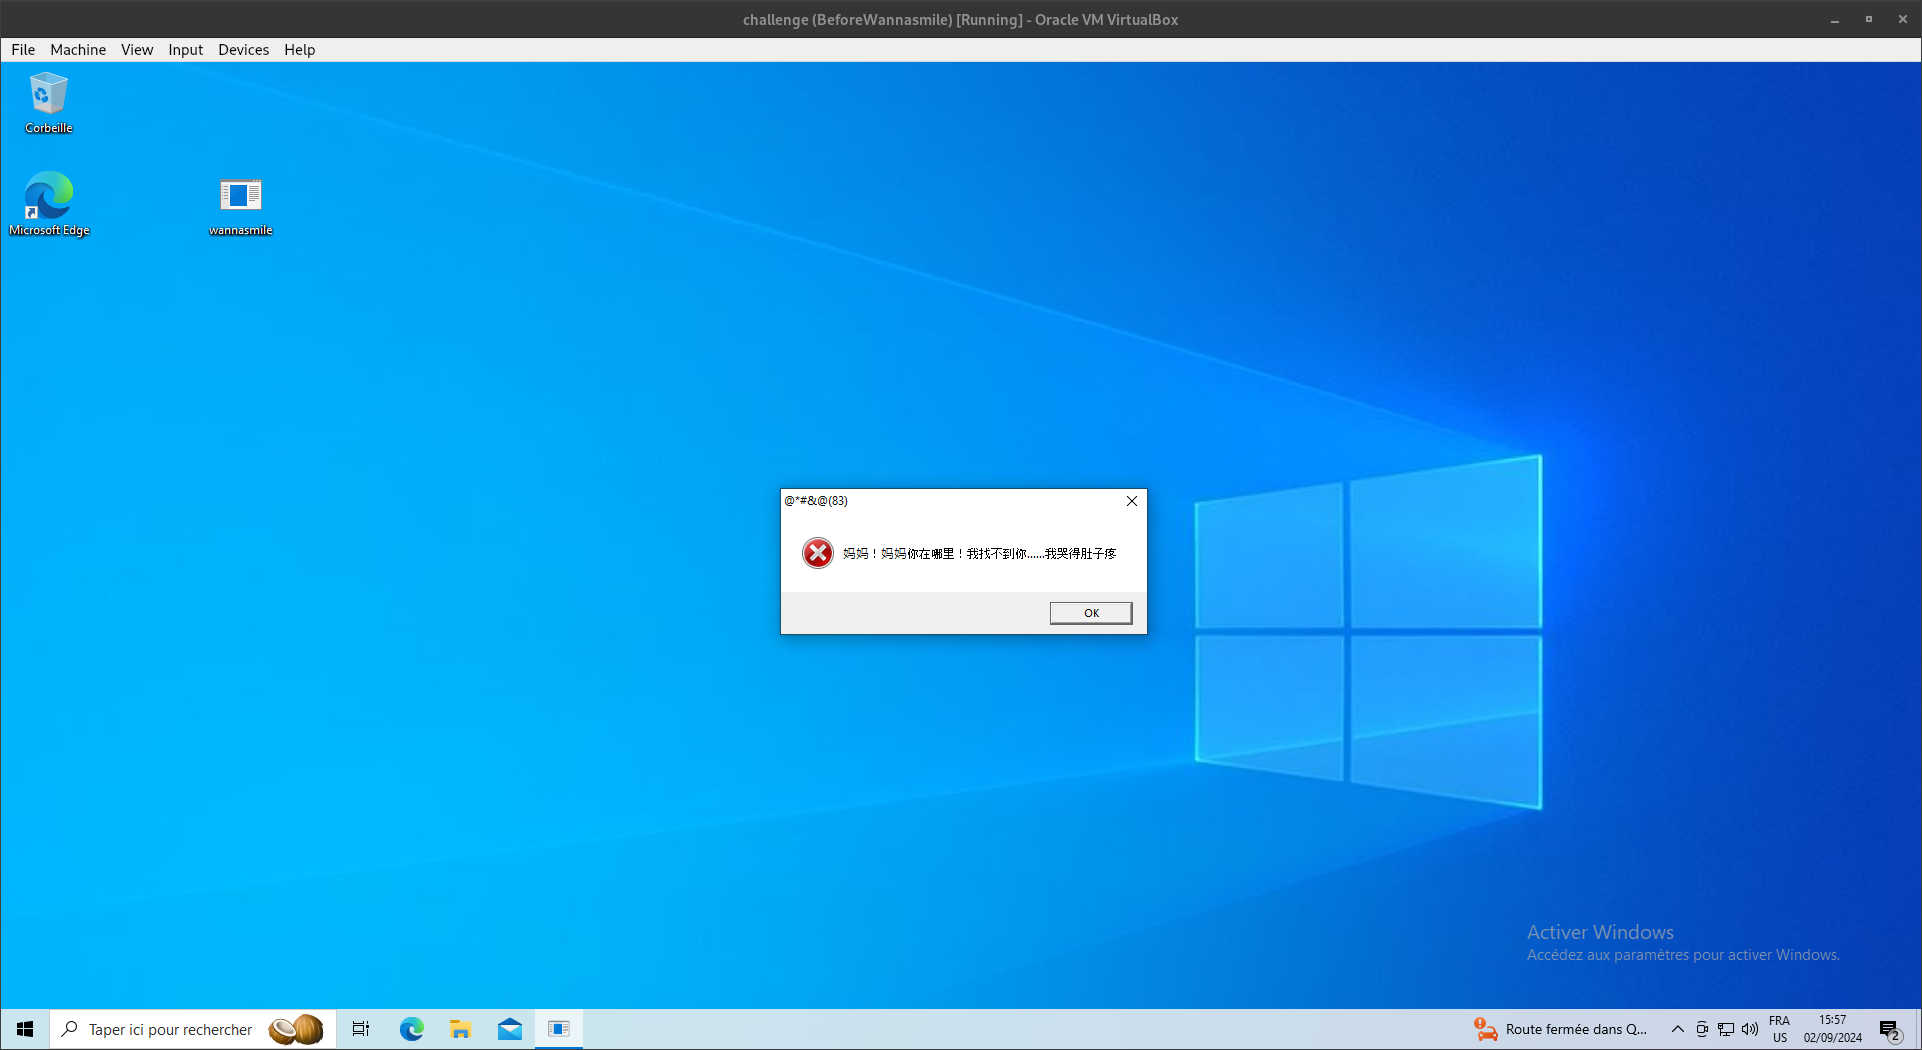 challenge (BeforeWannasmile) [Running] - Oracle VM VirtualBox
File Machine View Input Devices Help
Corbeille
Microsoft Edge
wannasmile
@*#&@(83)
妈妈！妈妈你在哪里！我找不到你......我哭得肚子疼
OK
Activer Windows
Accédez aux paramètres pour activer Windows.
Taper ici pour rechercher
Route fermée dans Q...
FRA
US
15:57
02/09/2024
2